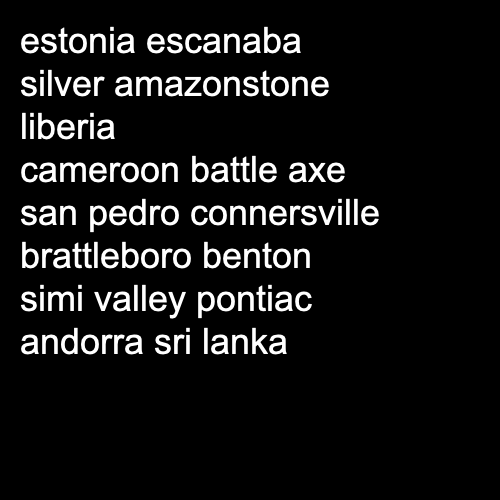 estonia escanaba
silver amazonstone
liberia
cameroon battle axe
san pedro connersville
brattleboro benton
simi valley pontiac
andorra sri lanka